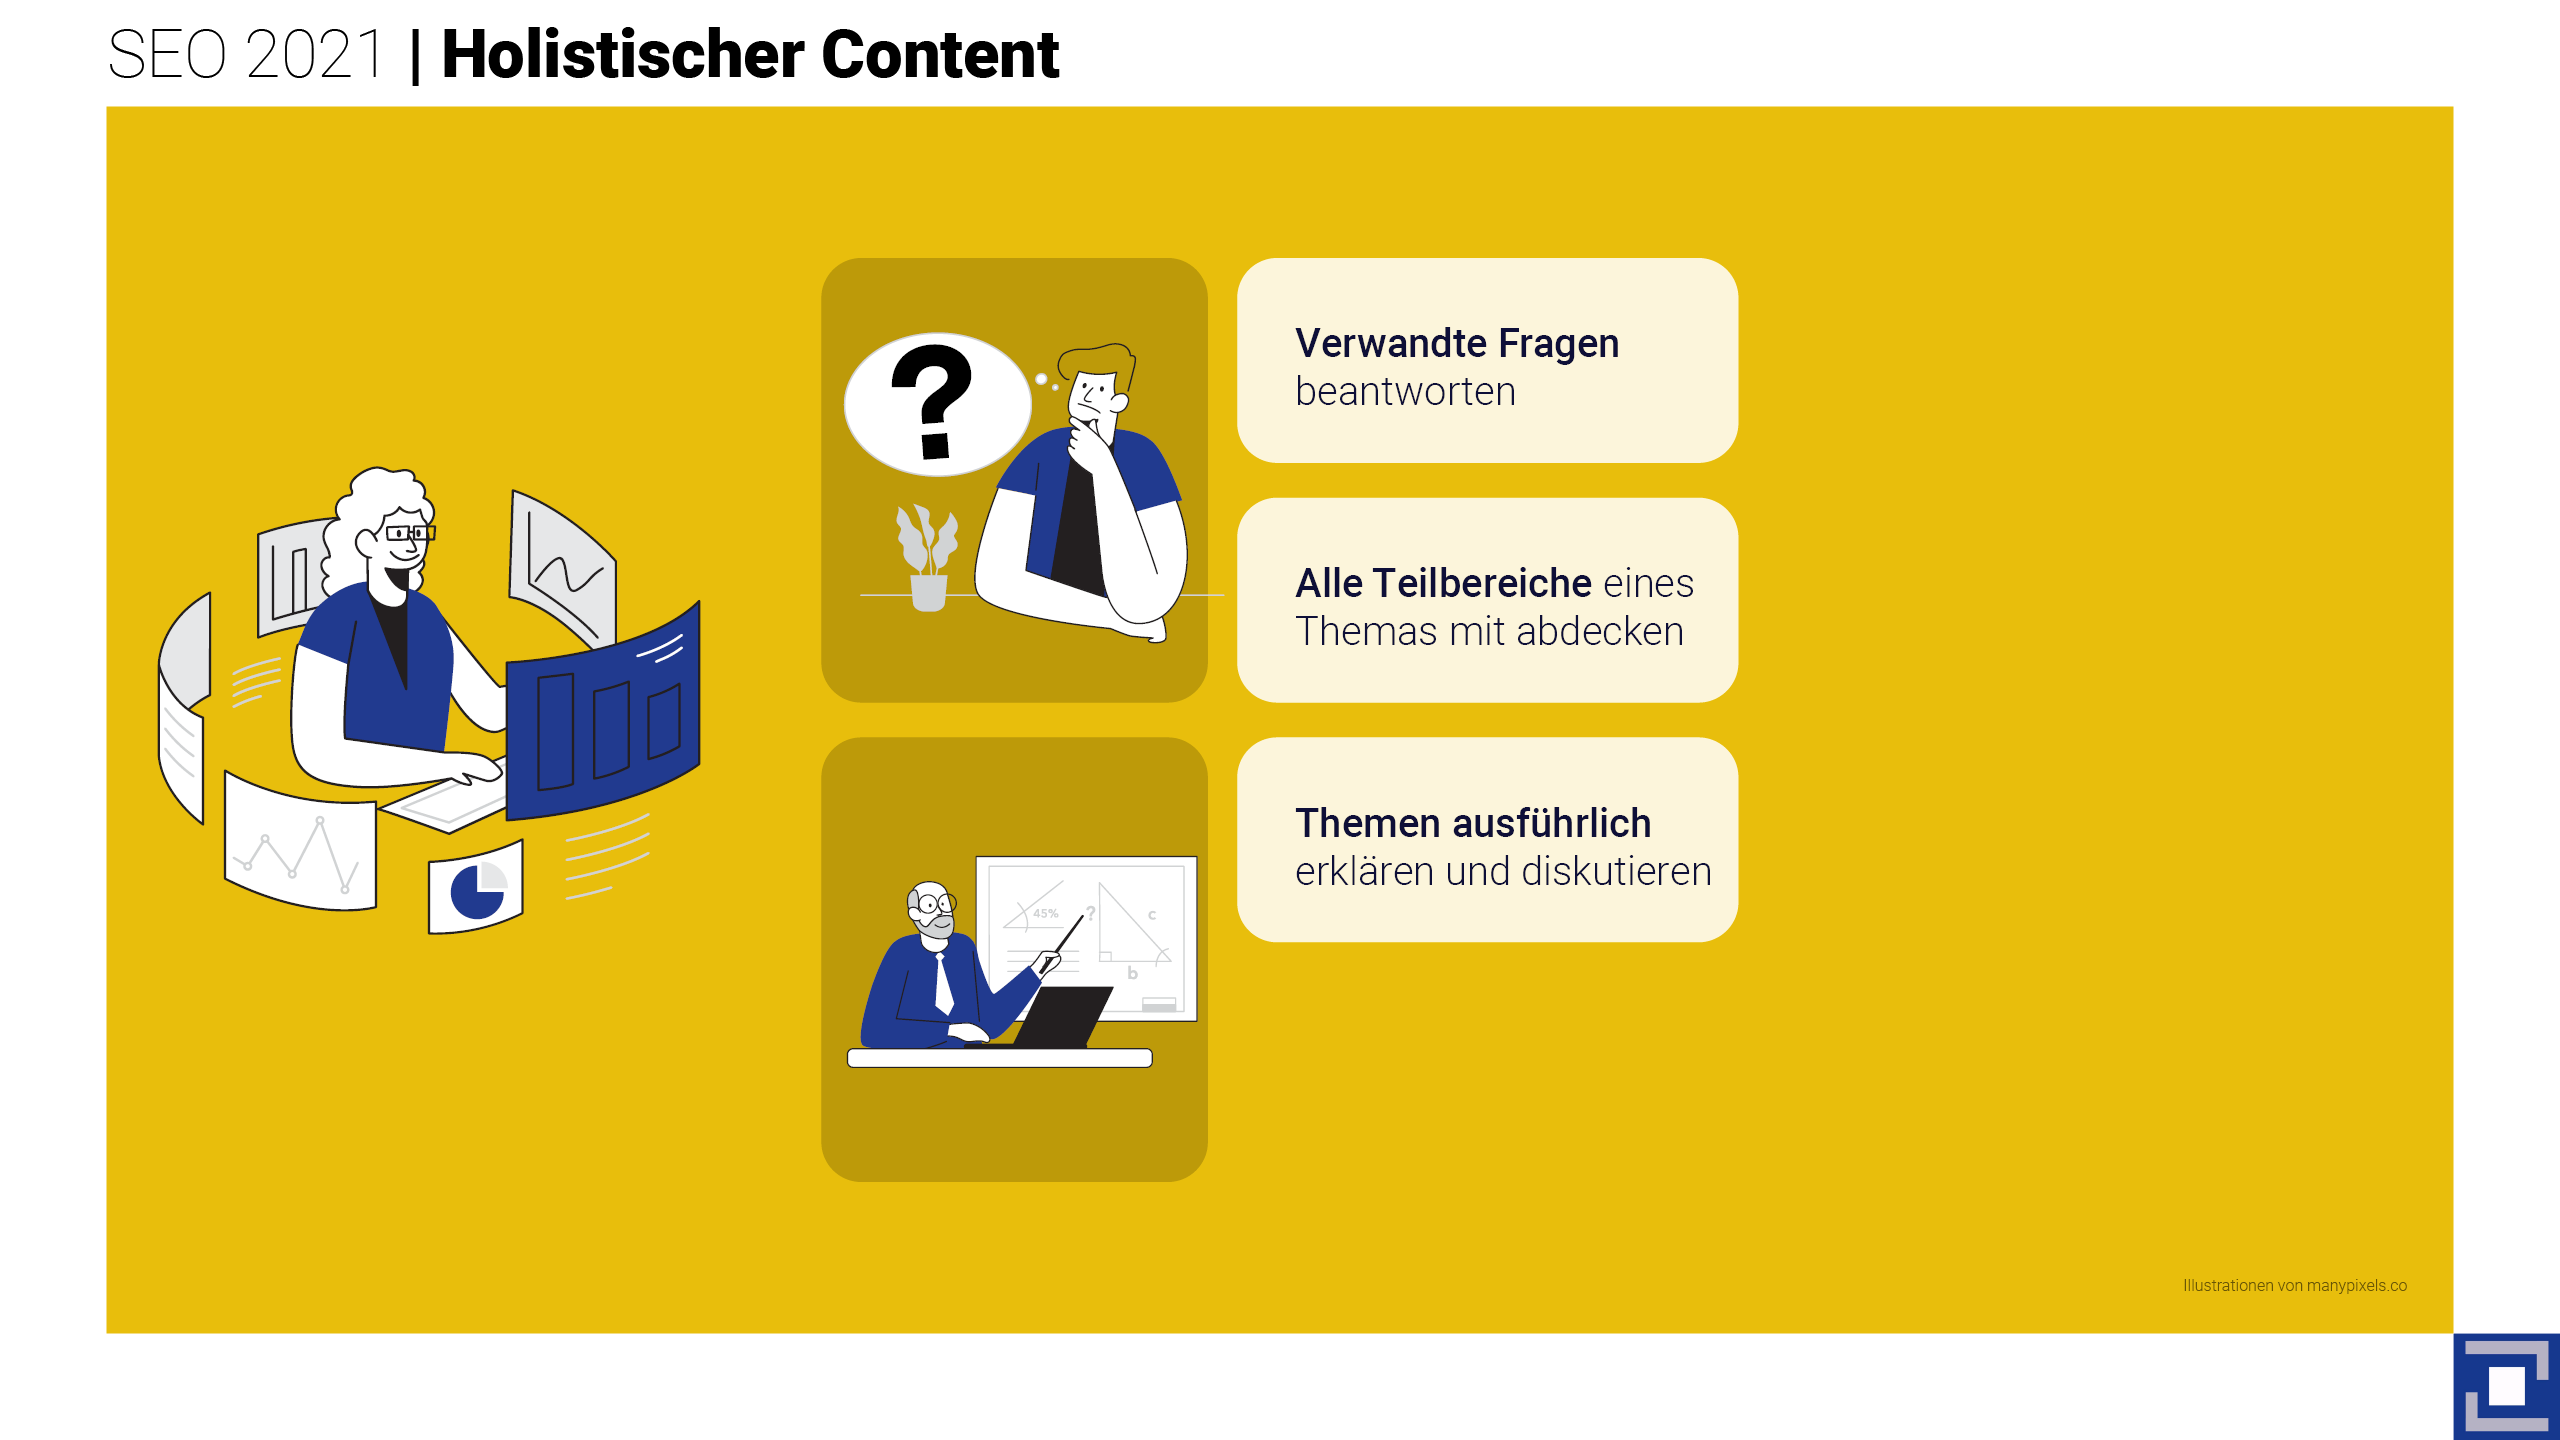 SEO 2021 | Holistischer Content
?
Verwandte Fragen
beantworten
Alle Teilbereiche eines
Themas mit abdecken
Themen ausführlich
erklären und diskutieren
45%
?
c
b
Illustrationen von manypixels.co